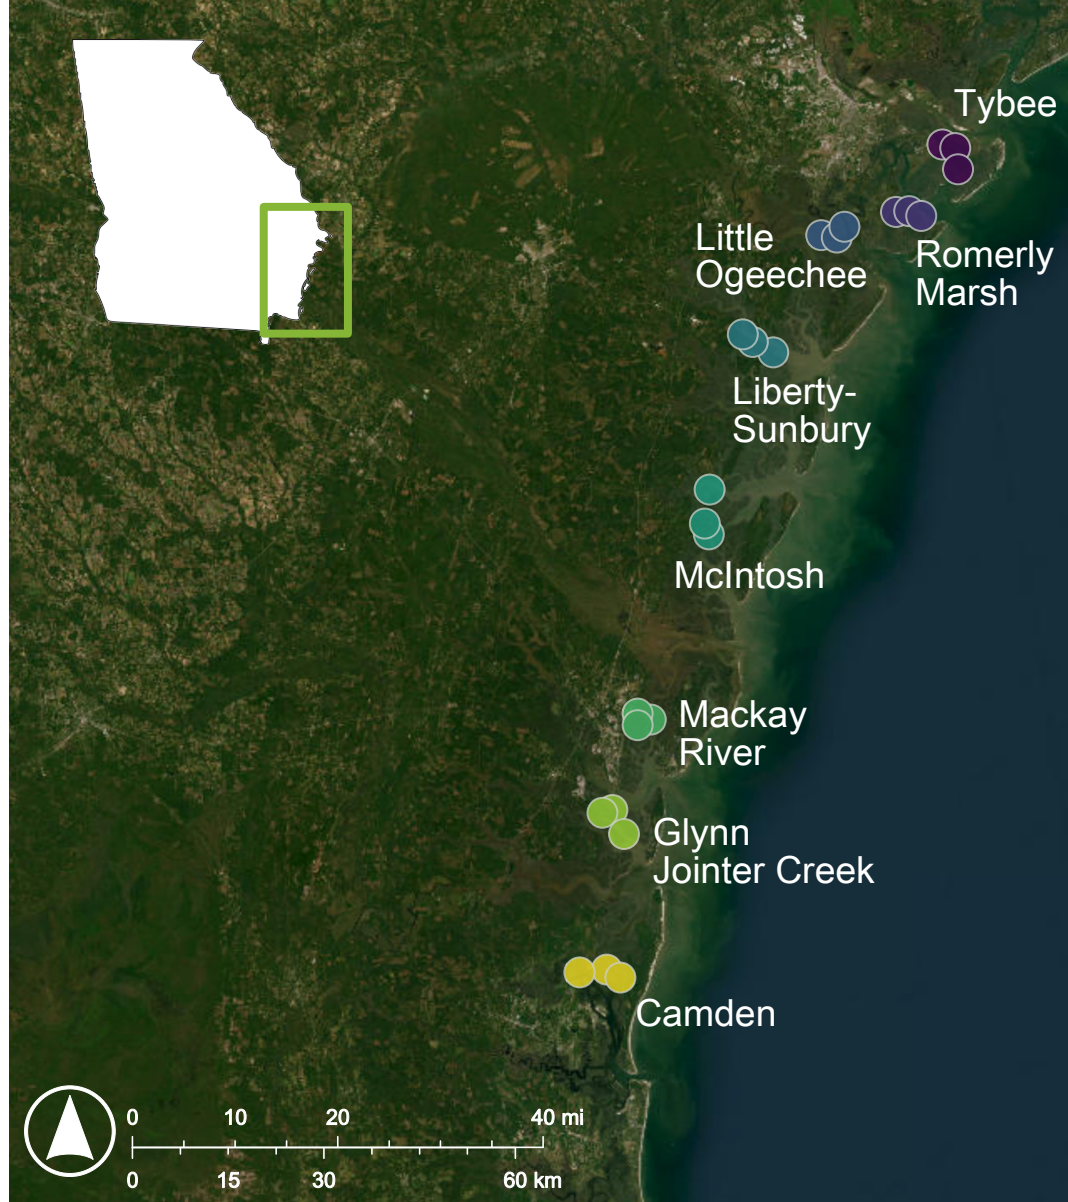 Tybee
Little
Ogeechee
Romerly
Marsh
Liberty-
Sunbury
McIntosh
Mackay
River
Glynn
Jointer Creek
Camden
0 10 20 40 mi
0 15 30 60 km